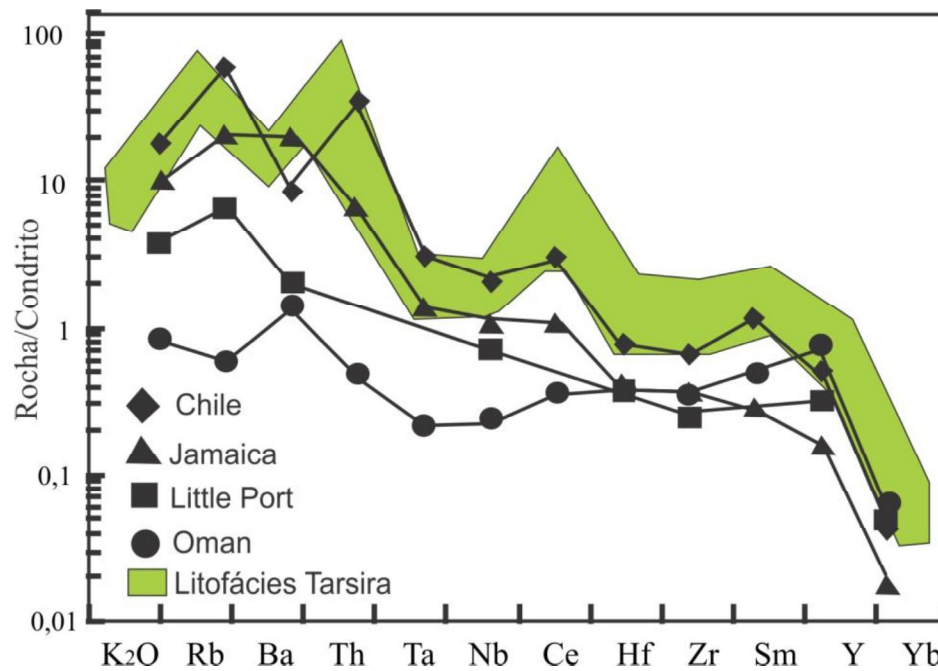 100
10
1
0,1
0,01
Rocha/Condrito
Chile
Jamaica
Little Port
Oman
Litofácies Tarsira
K2O Rb Ba Th Ta Nb Ce Hf Zr Sm Y Yb